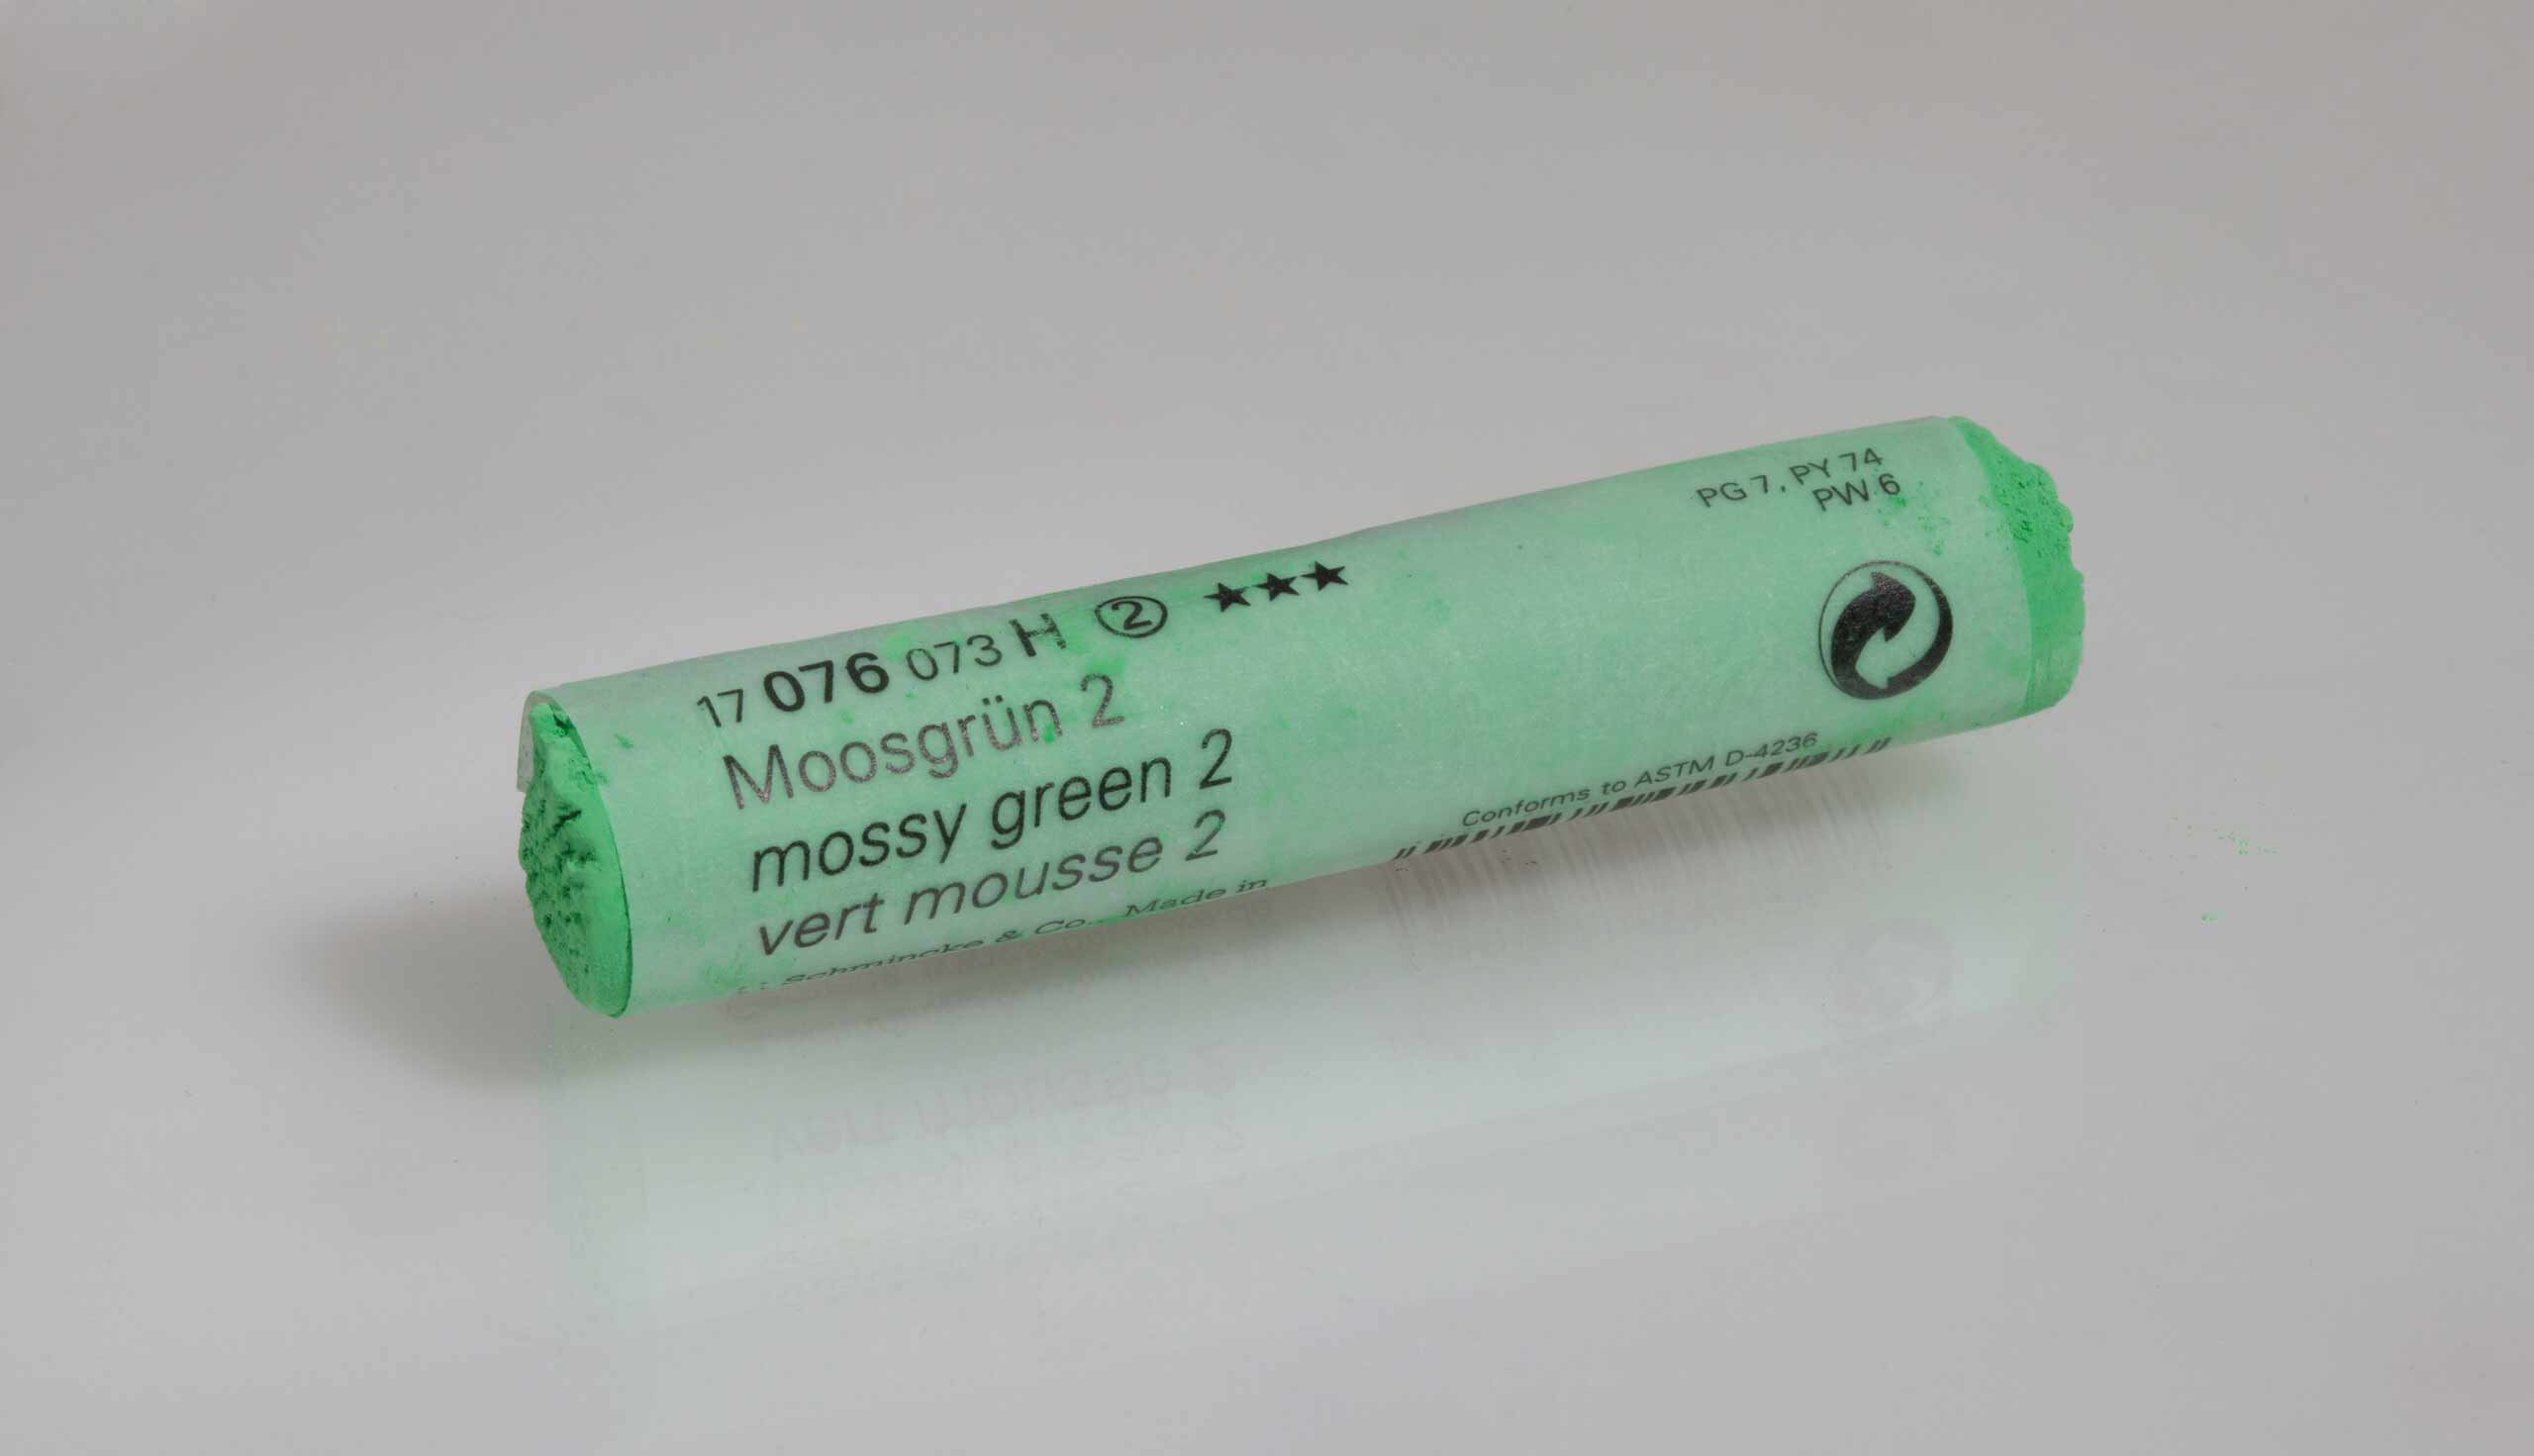 17 076 073 H ② ★★★
Moosgrün 2
mossy green 2
vert mousse 2
Schmincke & Co., Made in
PG 7, PY 74
PW 6
Conforms to ASTM D-4236